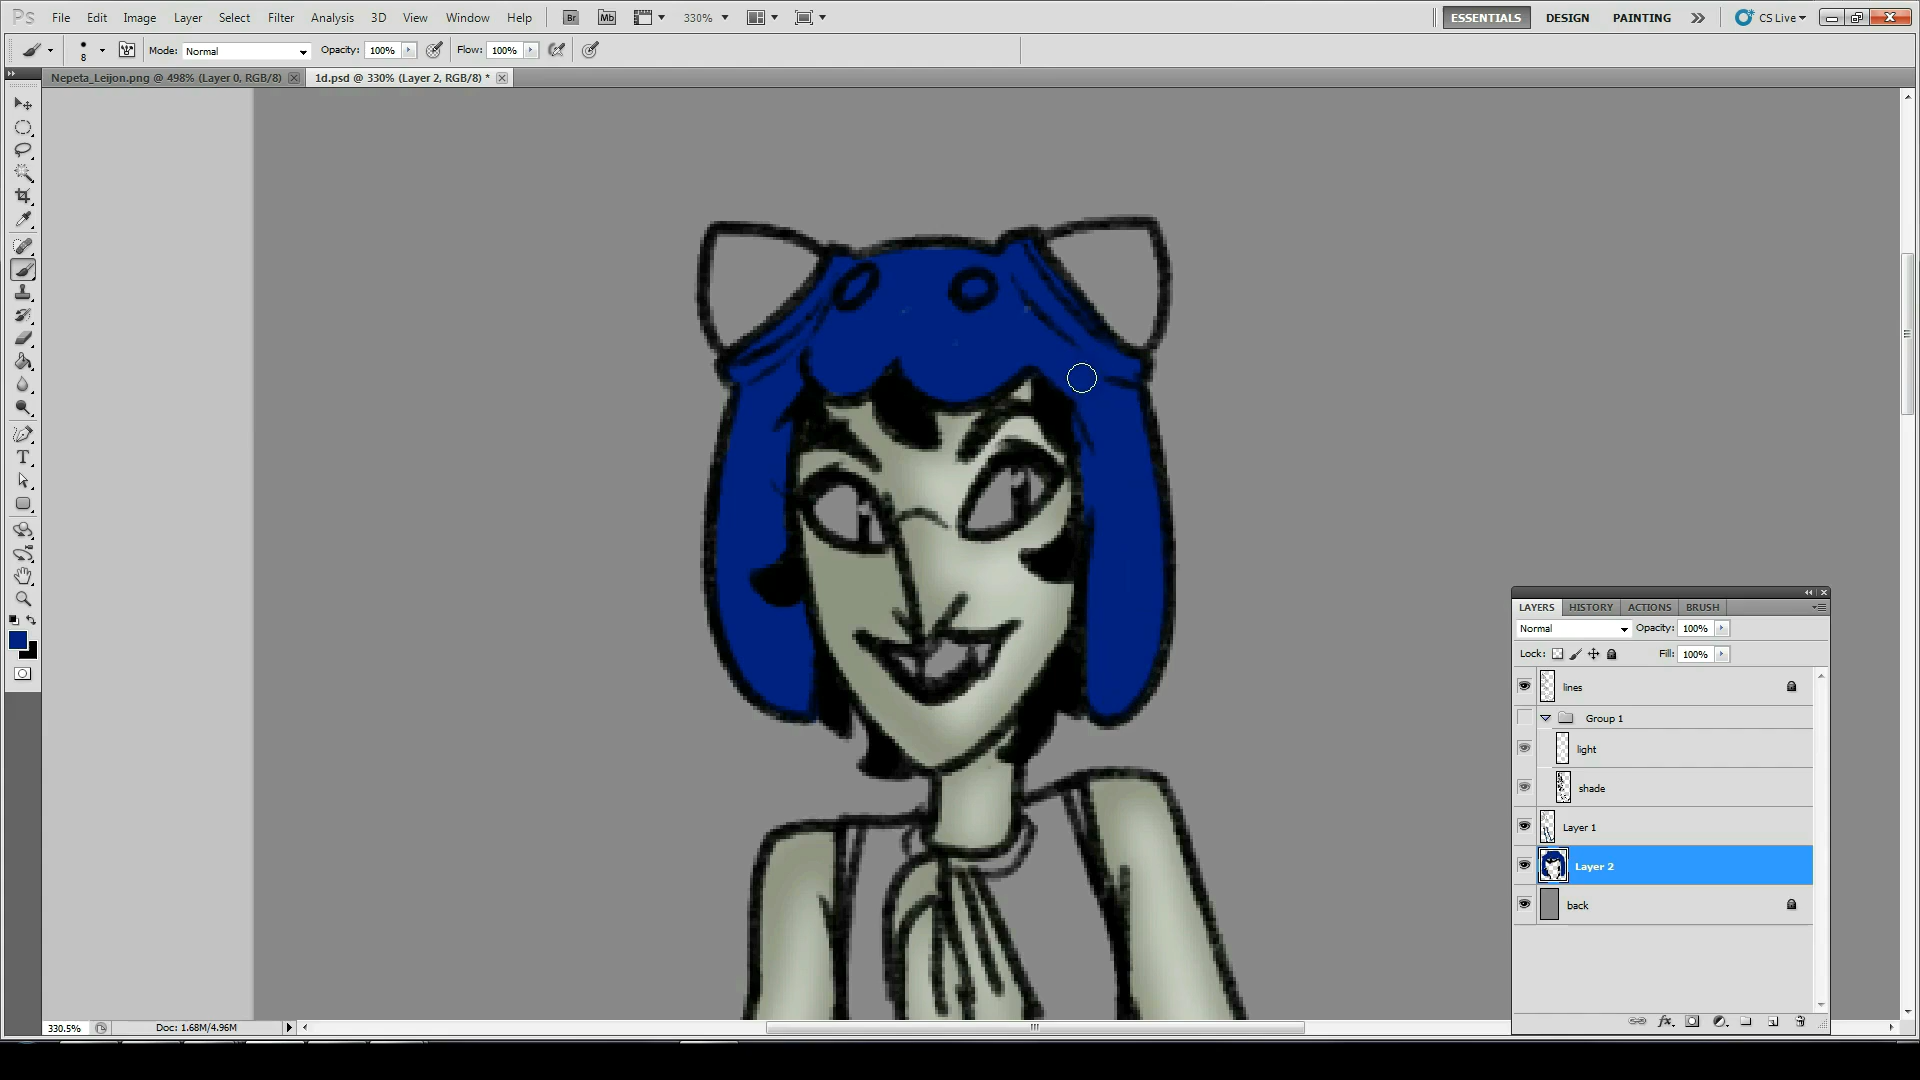 Ps File Edit Image Layer Select Filter Analysis 3D View Window Help Br Mb 330% ESSENTIALS DESIGN PAINTING CS Live
8 Mode: Normal Opacity: 100% Flow: 100%
Nepeta_Leijon.png @ 498% (Layer 0, RGB/8) 1d.psd @ 330% (Layer 2, RGB/8) *
LAYERS HISTORY ACTIONS BRUSH
Normal Opacity: 100%
Lock: Fill: 100%
lines
Group 1
light
shade
Layer 1
Layer 2
back
330.5% Doc: 1.68M/4.96M